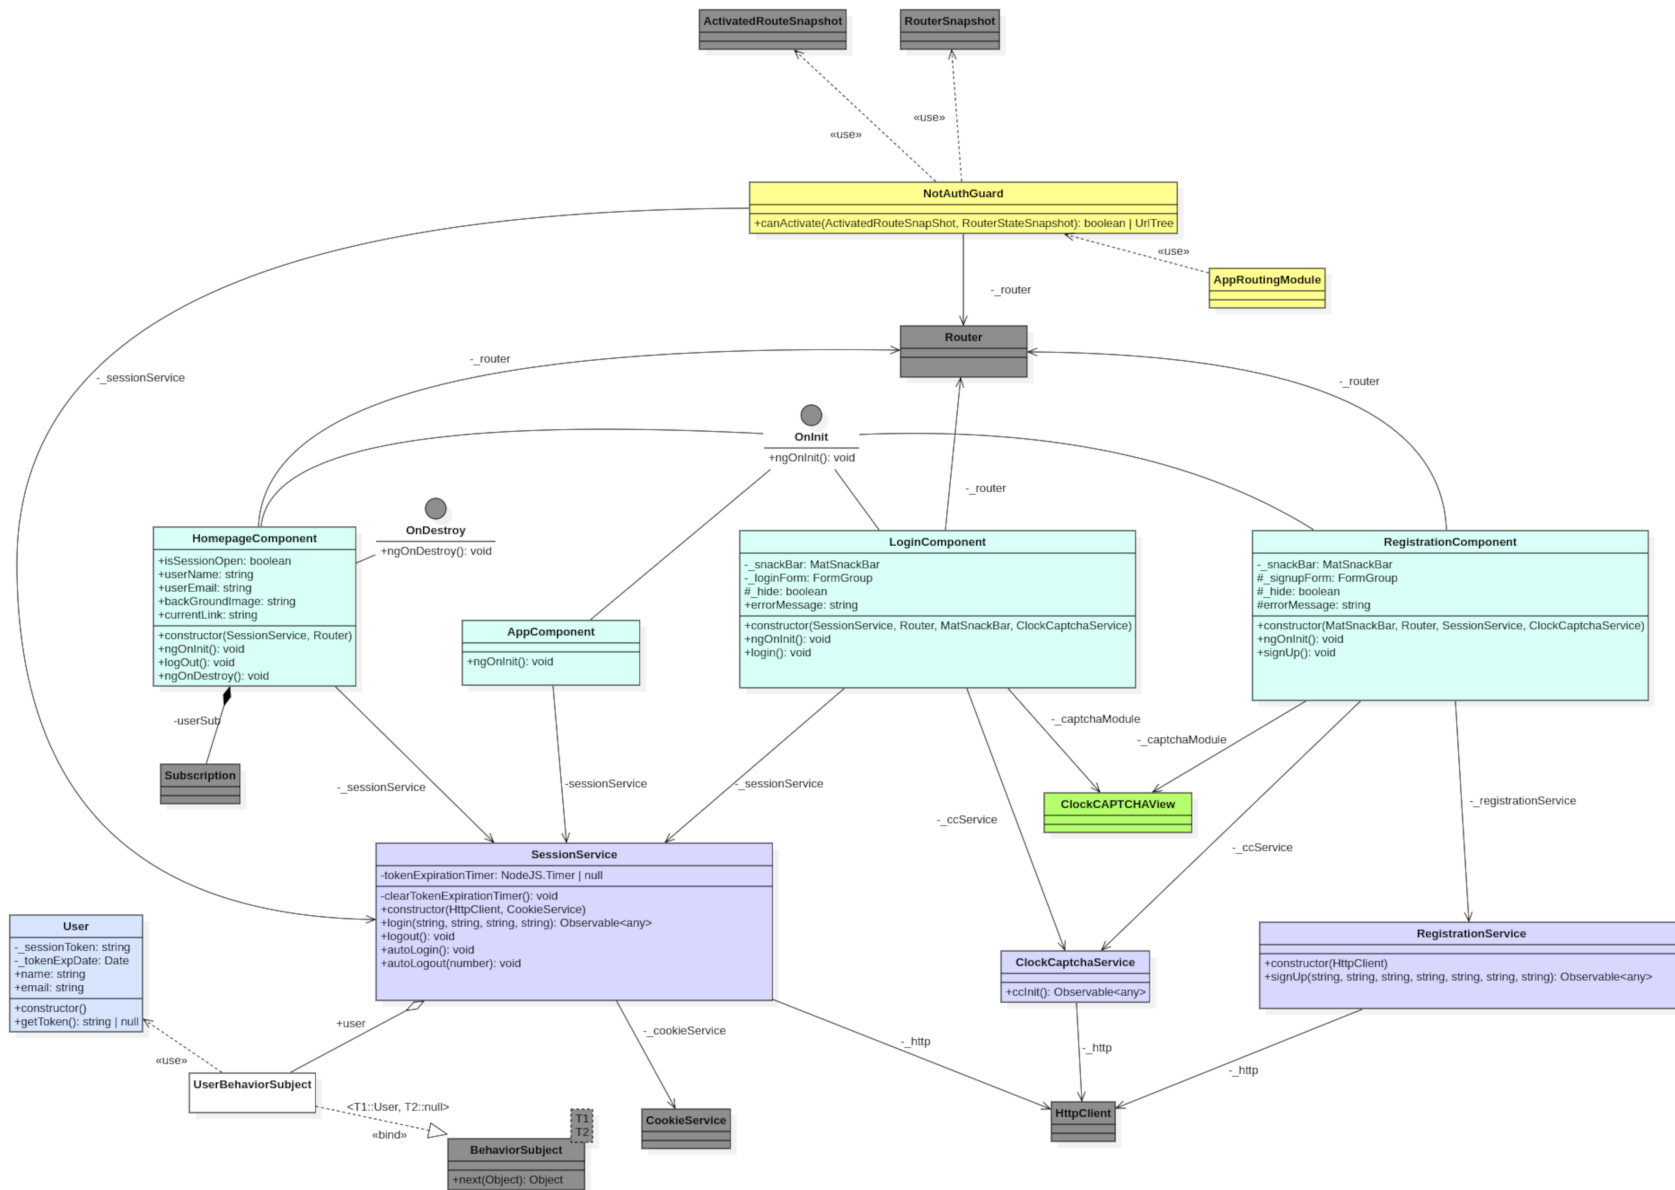 ActivatedRouteSnapshot
RouterSnapshot
«use»
«use»
NotAuthGuard
+canActivate(ActivatedRouteSnapShot, RouterStateSnapshot): boolean | UrlTree
«use»
AppRoutingModule
-_router
Router
-_router
-_sessionService
-_router
OnInit
+ngOnInit(): void
-_router
OnDestroy
+ngOnDestroy(): void
HomepageComponent
+isSessionOpen: boolean
+userName: string
+userEmail: string
+backGroundImage: string
+currentLink: string
+constructor(SessionService, Router)
+ngOnInit(): void
+logOut(): void
+ngOnDestroy(): void
AppComponent
+ngOnInit(): void
LoginComponent
-_snackBar: MatSnackBar
-_loginForm: FormGroup
#_hide: boolean
+errorMessage: string
+constructor(SessionService, Router, MatSnackBar, ClockCaptchaService)
+ngOnInit(): void
+login(): void
RegistrationComponent
-_snackBar: MatSnackBar
#_signupForm: FormGroup
#_hide: boolean
#errorMessage: string
+constructor(MatSnackBar, Router, SessionService, ClockCaptchaService)
+ngOnInit(): void
+signUp(): void
-userSub
-_captchaModule
-_captchaModule
Subscription
-_sessionService
-sessionService
-_sessionService
ClockCAPTCHAView
-_registrationService
-_ccService
-_ccService
SessionService
-tokenExpirationTimer: NodeJS.Timer | null
-clearTokenExpirationTimer(): void
+constructor(HttpClient, CookieService)
+login(string, string, string, string): Observable<any>
+logout(): void
+autoLogin(): void
+autoLogout(number): void
User
-_sessionToken: string
-_tokenExpDate: Date
+name: string
+email: string
+constructor()
+getToken(): string | null
ClockCaptchaService
+ccInit(): Observable<any>
RegistrationService
+constructor(HttpClient)
+signUp(string, string, string, string, string, string, string): Observable<any>
+user
-_cookieService
-_http
-_http
-_http
«use»
UserBehaviorSubject
<T1::User, T2::null>
«bind»
T1
T2
BehaviorSubject
+next(Object): Object
CookieService
HttpClient